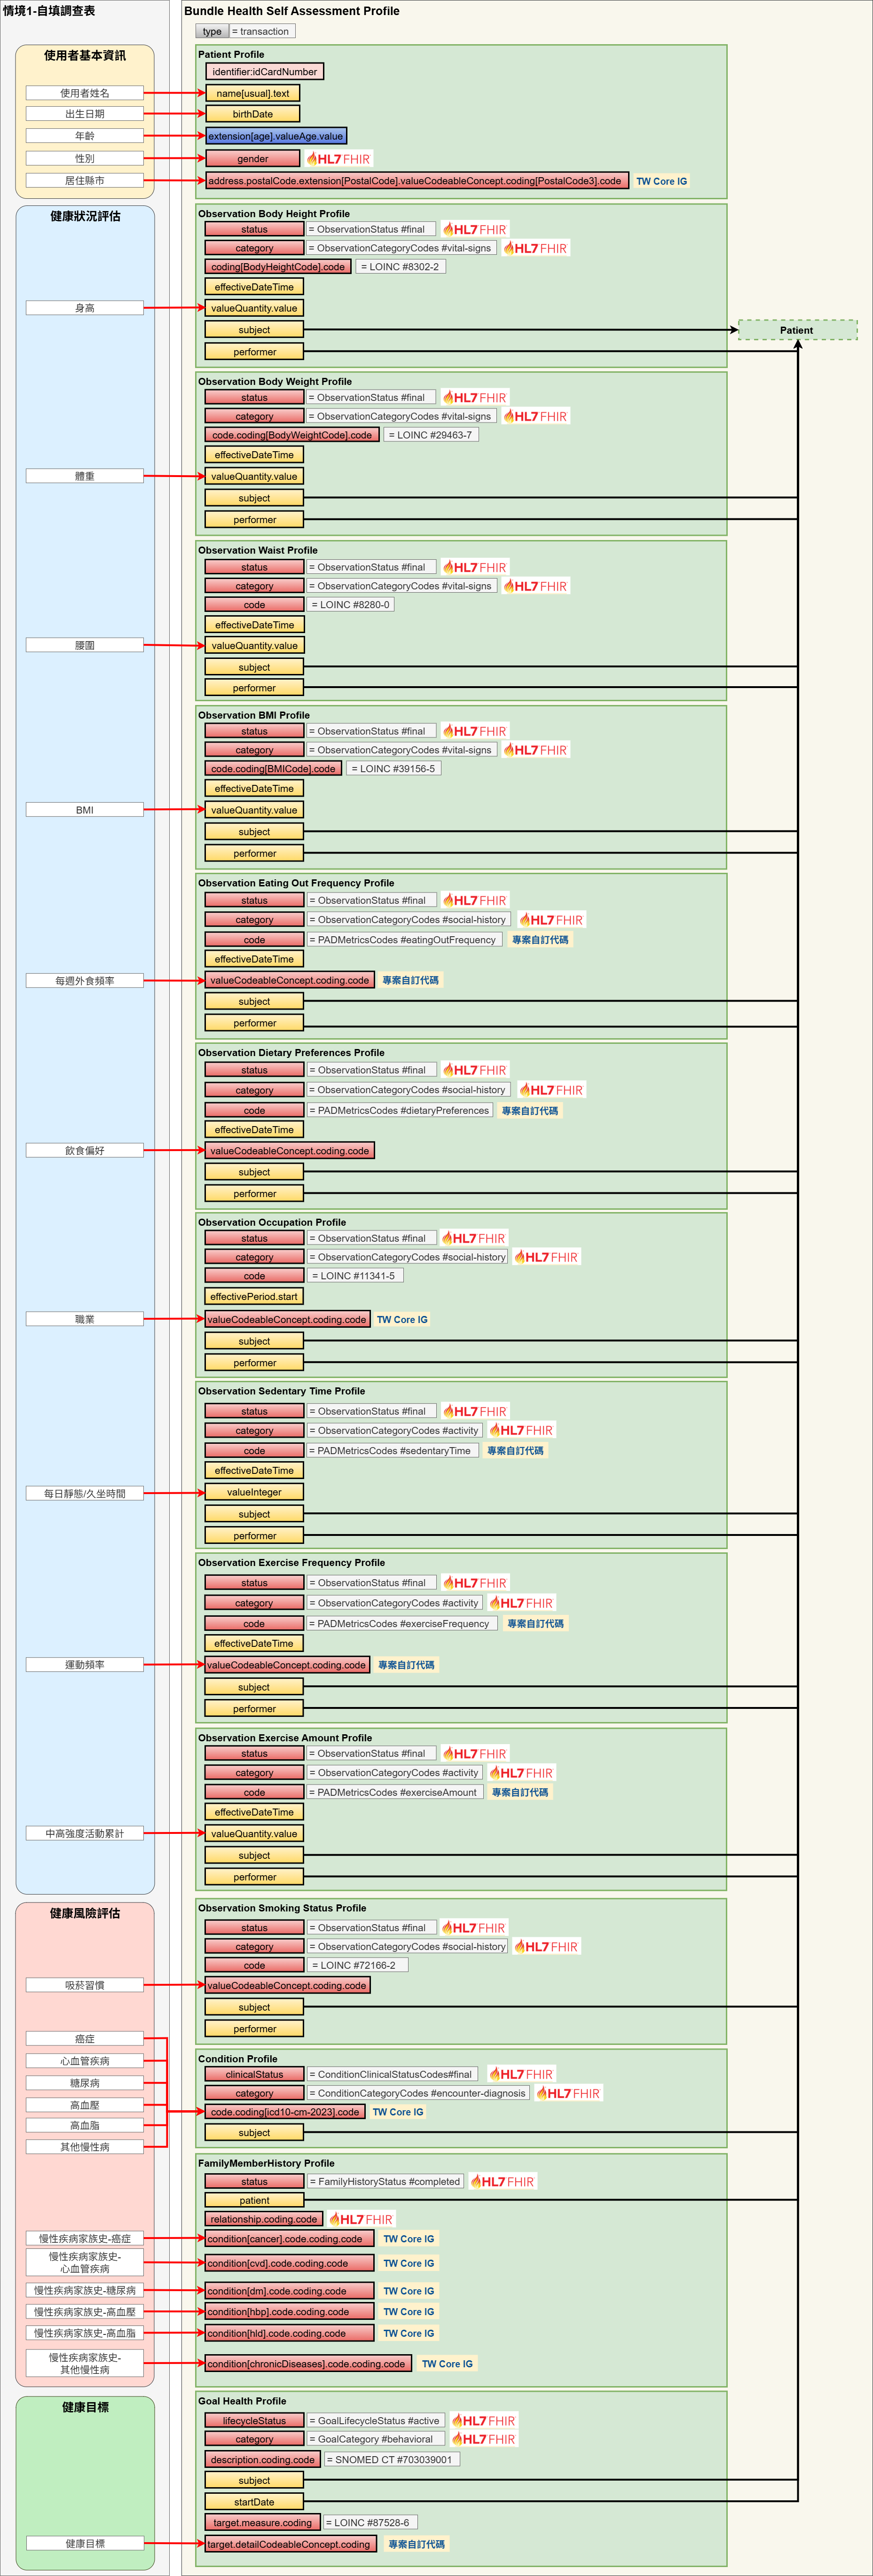 情境1-自填調查表
Bundle Health Self Assessment Profile
type = transaction
使用者基本資訊
Patient Profile
identifier:idCardNumber
使用者姓名 name[usual].text
出生日期 birthDate
年齡 extension[age].valueAge.value
性別 gender HL7 FHIR
居住縣市 address.postalCode.extension[PostalCode].valueCodeableConcept.coding[PostalCode3].code TW Core IG
健康狀況評估
Observation Body Height Profile
status = ObservationStatus #final HL7 FHIR
category = ObservationCategoryCodes #vital-signs HL7 FHIR
coding[BodyHeightCode].code = LOINC #8302-2
effectiveDateTime
身高 valueQuantity.value
subject Patient
performer
Observation Body Weight Profile
status = ObservationStatus #final HL7 FHIR
category = ObservationCategoryCodes #vital-signs HL7 FHIR
code.coding[BodyWeightCode].code = LOINC #29463-7
effectiveDateTime
體重 valueQuantity.value
subject
performer
Observation Waist Profile
status = ObservationStatus #final HL7 FHIR
category = ObservationCategoryCodes #vital-signs HL7 FHIR
code = LOINC #8280-0
effectiveDateTime
腰圍 valueQuantity.value
subject
performer
Observation BMI Profile
status = ObservationStatus #final HL7 FHIR
category = ObservationCategoryCodes #vital-signs HL7 FHIR
code.coding[BMICode].code = LOINC #39156-5
effectiveDateTime
BMI valueQuantity.value
subject
performer
Observation Eating Out Frequency Profile
status = ObservationStatus #final HL7 FHIR
category = ObservationCategoryCodes #social-history HL7 FHIR
code = PADMetricsCodes #eatingOutFrequency 專案自訂代碼
effectiveDateTime
每週外食頻率 valueCodeableConcept.coding.code 專案自訂代碼
subject
performer
Observation Dietary Preferences Profile
status = ObservationStatus #final HL7 FHIR
category = ObservationCategoryCodes #social-history HL7 FHIR
code = PADMetricsCodes #dietaryPreferences 專案自訂代碼
effectiveDateTime
飲食偏好 valueCodeableConcept.coding.code
subject
performer
Observation Occupation Profile
status = ObservationStatus #final HL7 FHIR
category = ObservationCategoryCodes #social-history HL7 FHIR
code = LOINC #11341-5
effectivePeriod.start
職業 valueCodeableConcept.coding.code TW Core IG
subject
performer
Observation Sedentary Time Profile
status = ObservationStatus #final HL7 FHIR
category = ObservationCategoryCodes #activity HL7 FHIR
code = PADMetricsCodes #sedentaryTime 專案自訂代碼
effectiveDateTime
每日靜態/久坐時間 valueInteger
subject
performer
Observation Exercise Frequency Profile
status = ObservationStatus #final HL7 FHIR
category = ObservationCategoryCodes #activity HL7 FHIR
code = PADMetricsCodes #exerciseFrequency 專案自訂代碼
effectiveDateTime
運動頻率 valueCodeableConcept.coding.code 專案自訂代碼
subject
performer
Observation Exercise Amount Profile
status = ObservationStatus #final HL7 FHIR
category = ObservationCategoryCodes #activity HL7 FHIR
code = PADMetricsCodes #exerciseAmount 專案自訂代碼
effectiveDateTime
中高強度活動累計 valueQuantity.value
subject
performer
健康風險評估
Observation Smoking Status Profile
status = ObservationStatus #final HL7 FHIR
category = ObservationCategoryCodes #social-history HL7 FHIR
code = LOINC #72166-2
吸菸習慣 valueCodeableConcept.coding.code
subject
performer
癌症
心血管疾病
糖尿病
高血壓
高血脂
其他慢性病
Condition Profile
clinicalStatus = ConditionClinicalStatusCodes#final HL7 FHIR
category = ConditionCategoryCodes #encounter-diagnosis HL7 FHIR
code.coding[icd10-cm-2023].code TW Core IG
subject
FamilyMemberHistory Profile
status = FamilyHistoryStatus #completed HL7 FHIR
patient
relationship.coding.code HL7 FHIR
慢性疾病家族史-癌症 condition[cancer].code.coding.code TW Core IG
慢性疾病家族史-
心血管疾病 condition[cvd].code.coding.code TW Core IG
慢性疾病家族史-糖尿病 condition[dm].code.coding.code TW Core IG
慢性疾病家族史-高血壓 condition[hbp].code.coding.code TW Core IG
慢性疾病家族史-高血脂 condition[hld].code.coding.code TW Core IG
慢性疾病家族史-
其他慢性病 condition[chronicDiseases].code.coding.code TW Core IG
健康目標
Goal Health Profile
lifecycleStatus = GoalLifecycleStatus #active HL7 FHIR
category = GoalCategory #behavioral HL7 FHIR
description.coding.code = SNOMED CT #703039001
subject
startDate
target.measure.coding = LOINC #87528-6
健康目標 target.detailCodeableConcept.coding 專案自訂代碼